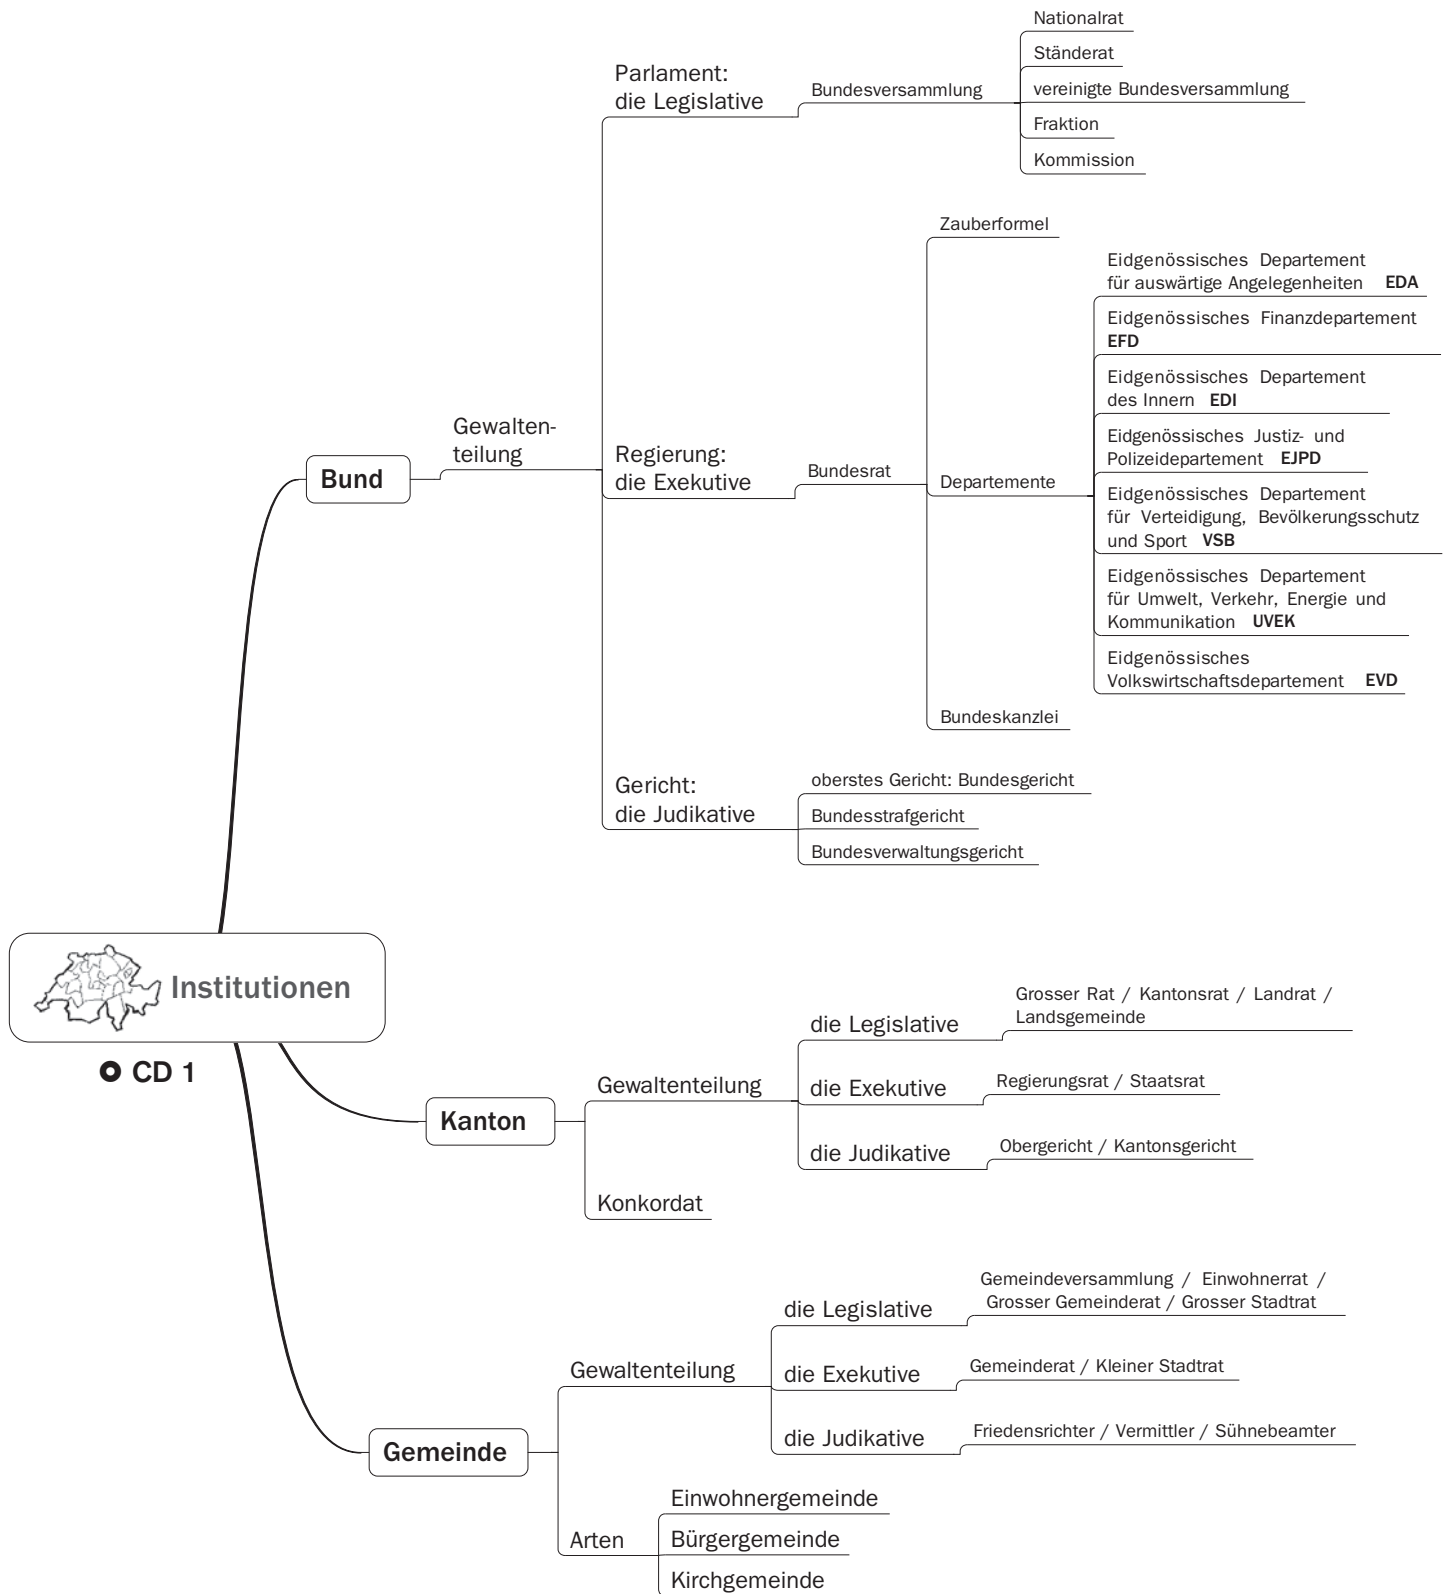 Nationalrat
Ständerat
vereinigte Bundesversammlung
Fraktion
Kommission
Parlament:
die Legislative
Bundesversammlung
Zauberformel
Eidgenössisches Departement
für auswärtige Angelegenheiten EDA
Eidgenössisches Finanzdepartement
EFD
Eidgenössisches Departement
des Innern EDI
Eidgenössisches Justiz- und
Polizeidepartement EJPD
Eidgenössisches Departement
für Verteidigung, Bevölkerungsschutz
und Sport VSB
Eidgenössisches Departement
für Umwelt, Verkehr, Energie und
Kommunikation UVEK
Eidgenössisches
Volkswirtschaftsdepartement EVD
Bund
Gewalten-
teilung
Regierung:
die Exekutive
Bundesrat
Departemente
Bundeskanzlei
Gericht:
die Judikative
oberstes Gericht: Bundesgericht
Bundesstrafgericht
Bundesverwaltungsgericht
Institutionen
CD 1
Kanton
Gewaltenteilung
die Legislative
Grosser Rat / Kantonsrat / Landrat /
Landsgemeinde
die Exekutive
Regierungsrat / Staatsrat
die Judikative
Obergericht / Kantonsgericht
Konkordat
Gemeinde
Gewaltenteilung
die Legislative
Gemeindeversammlung / Einwohnerrat /
Grosser Gemeinderat / Grosser Stadtrat
die Exekutive
Gemeinderat / Kleiner Stadtrat
die Judikative
Friedensrichter / Vermittler / Sühnebeamter
Arten
Einwohnergemeinde
Bürgergemeinde
Kirchgemeinde